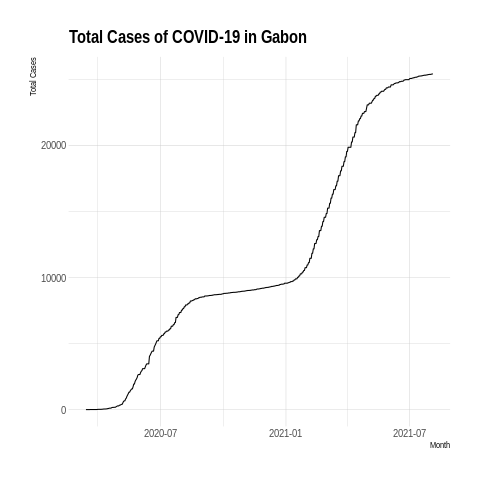 Total Cases of COVID-19 in Gabon
Total Cases
20000
10000
0
2020-07
2021-01
2021-07
Month